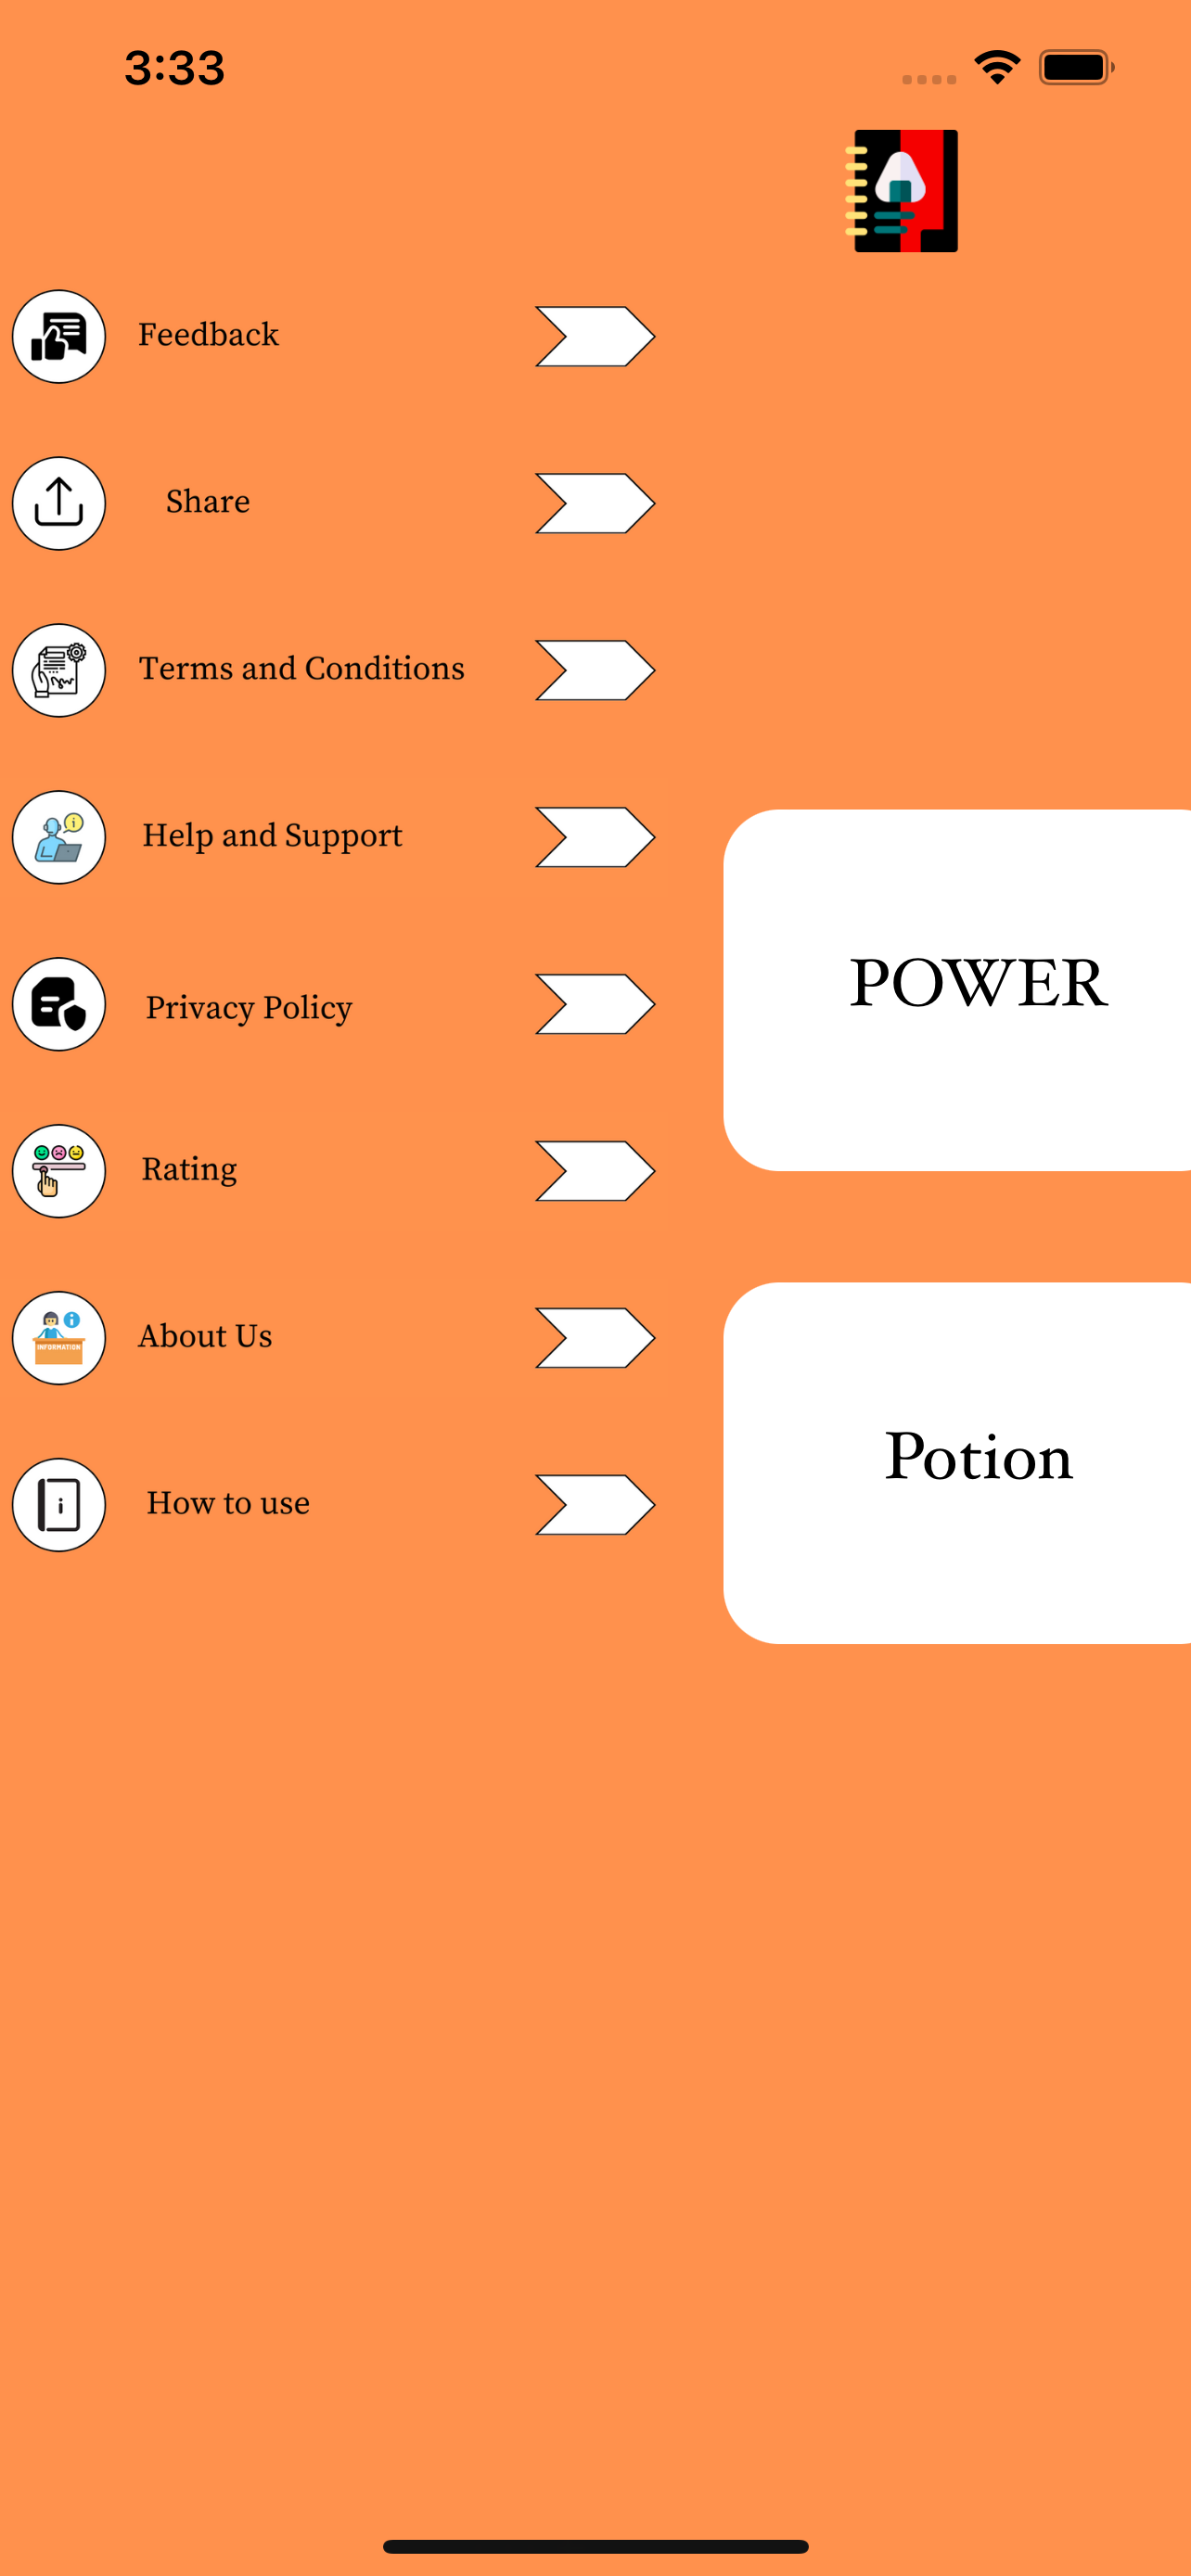 3:33
Feedback
Share
Terms and Conditions
Help and Support
Privacy Policy
Rating
INFORMATION
About Us
How to use
POWER
Potion